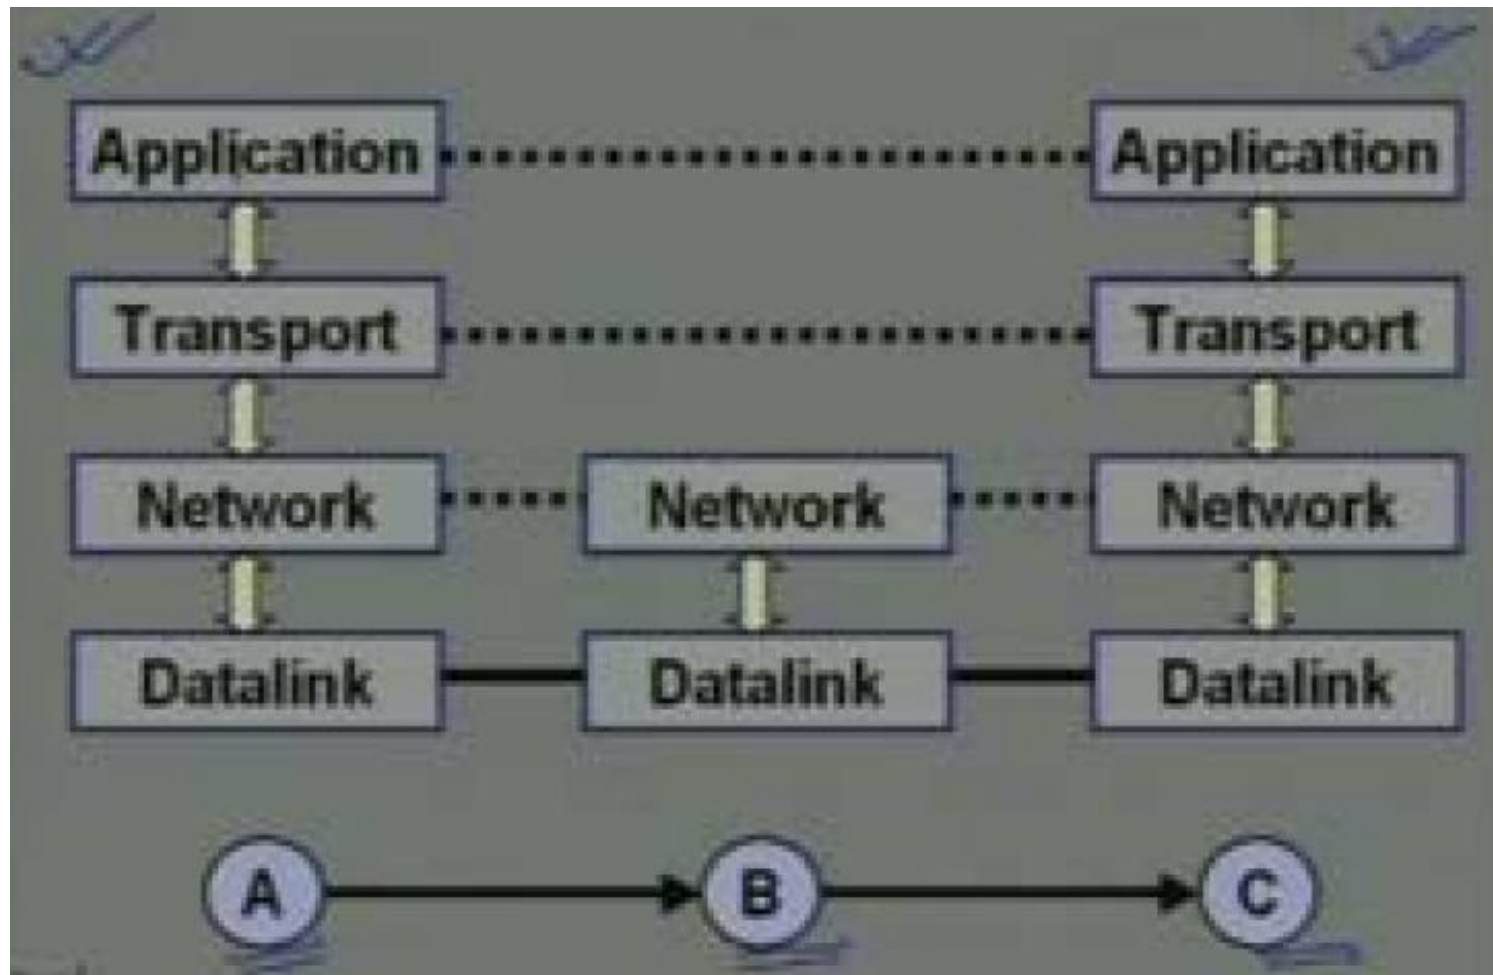 Application Application
Transport Transport
Network Network Network
Datalink Datalink Datalink
A B C